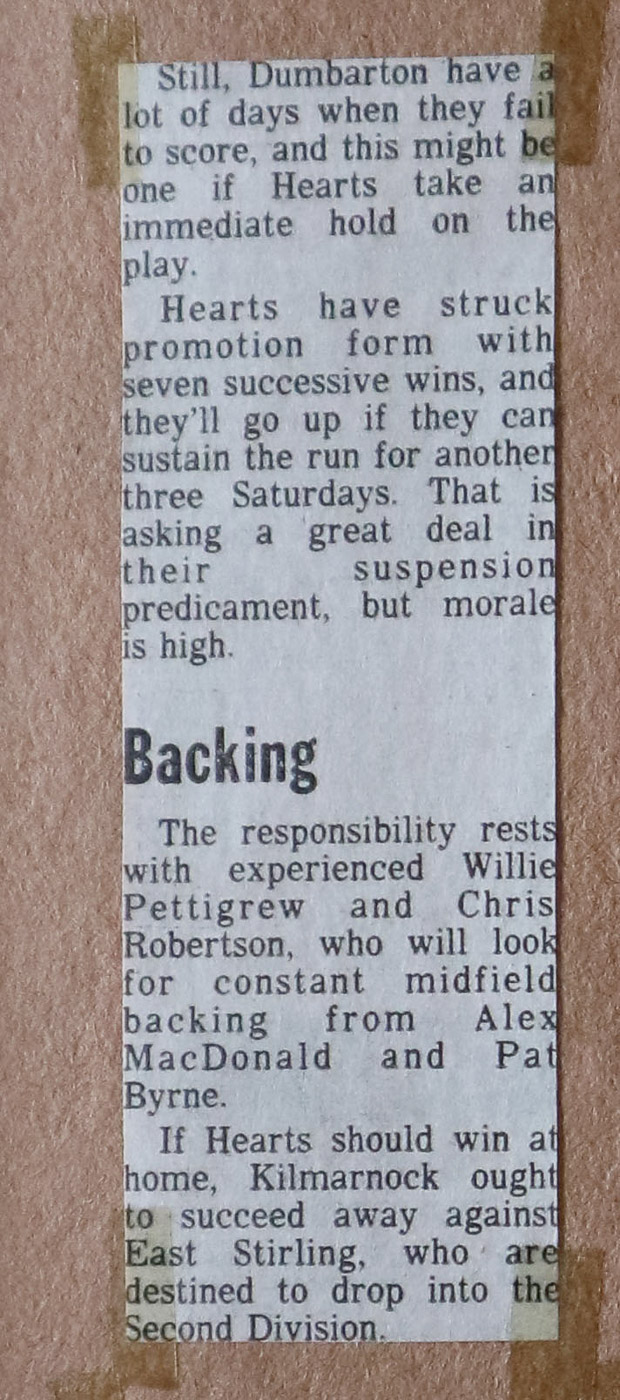 Still, Dumbarton have a
lot of days when they fail
to score, and this might be
one if Hearts take an
immediate hold on the
play.
Hearts have struck
promotion form with
seven successive wins, and
they'll go up if they can
sustain the run for another
three Saturdays. That is
asking a great deal in
their suspension
predicament, but morale
is high.
Backing
The responsibility rests
with experienced Willie
Pettigrew and Chris
Robertson, who will look
for constant midfield
backing from Alex
MacDonald and Pat
Byrne.
If Hearts should win at
home, Kilmarnock ought
to succeed away against
East Stirling, who are
destined to drop into the
Second Division.